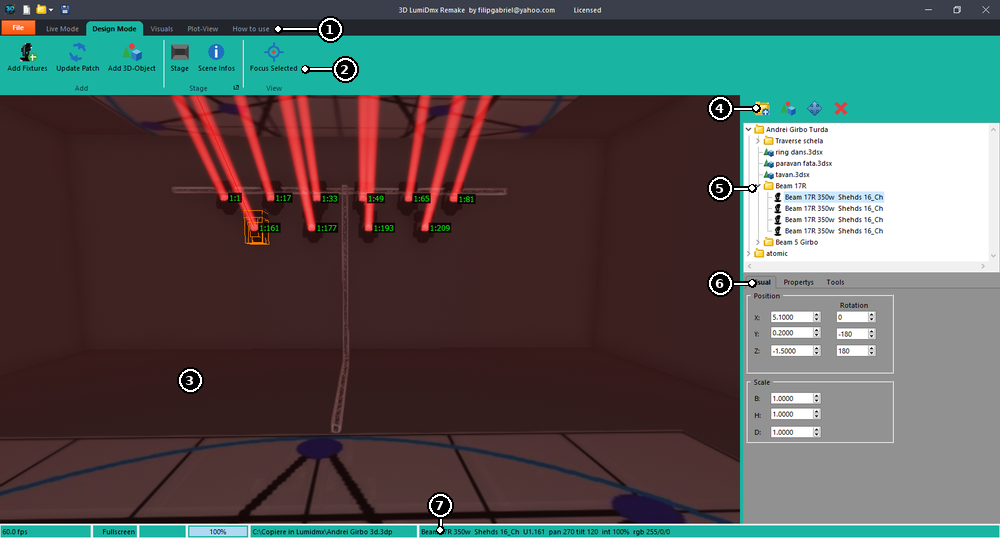 3D LumiDmx Remake by filipgabriel@yahoo.com Licensed
File Live Mode Design Mode Visuals Plot-View How to use 1
Add Fixtures Update Patch Add 3D-Object Stage Scene Infos Focus Selected 2
Add Stage View
4
Andrei Girbo Turda
Traverse schela
ring dans.3dsx
paravan fata.3dsx
tavan.3dsx
5 Beam 17R
Beam 17R 350w Shehds 16_Ch
Beam 17R 350w Shehds 16_Ch
Beam 17R 350w Shehds 16_Ch
Beam 17R 350w Shehds 16_Ch
Beam S Girbo
atomic
1:1 1:17 1:33 1:49 1:65 1:81
1:161 1:177 1:193 1:209
3
6 sual Propertys Tools
Position
Rotation
X: 5.1000 0
Y: 0.2000 -180
Z: -1.5000 180
Scale
B: 1.0000
H: 1.0000
D: 1.0000
7
60.0 fps Fullscreen 100% C:\Copiere in Lumidmx\Andrei Girbo 3d.3dp Beam 17R 350w Shehds 16_Ch U1.161 pan 270 tilt 120 int 100% rgb 255/0/0